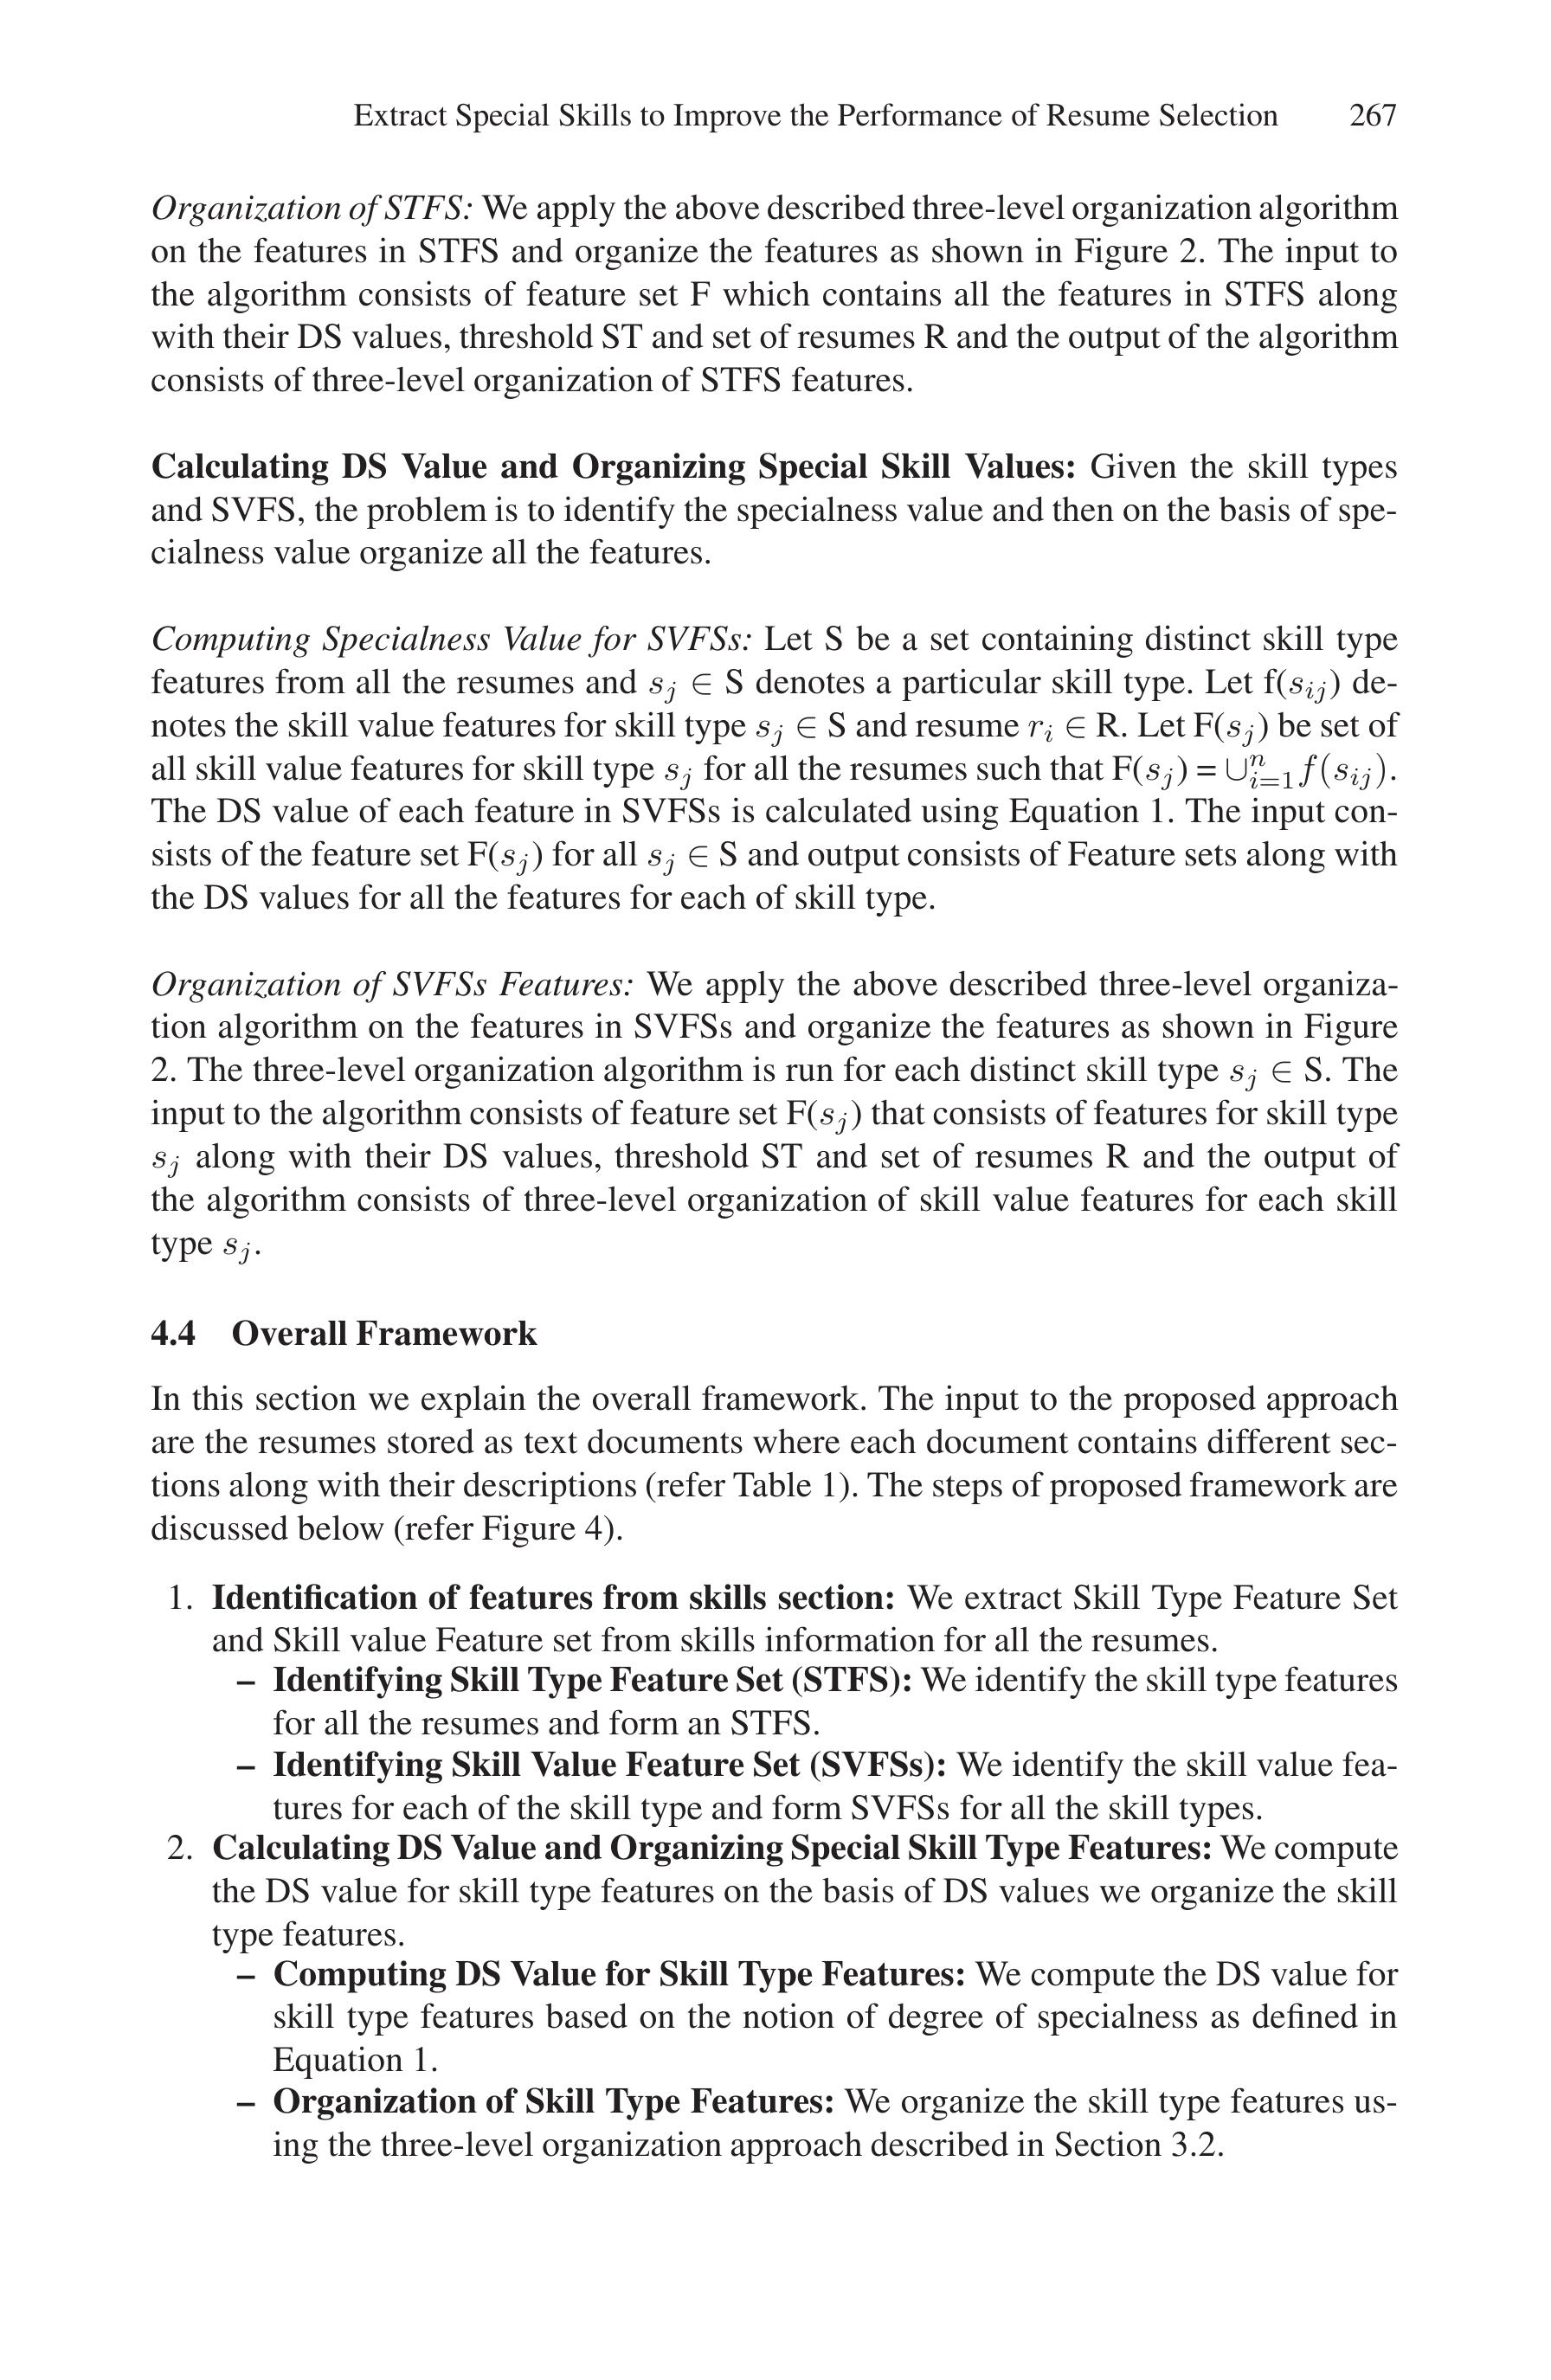 Extract Special Skills to Improve the Performance of Resume Selection 267
Organization of STFS: We apply the above described three-level organization algorithm
on the features in STFS and organize the features as shown in Figure 2. The input to
the algorithm consists of feature set F which contains all the features in STFS along
with their DS values, threshold ST and set of resumes R and the output of the algorithm
consists of three-level organization of STFS features.
Calculating DS Value and Organizing Special Skill Values: Given the skill types
and SVFS, the problem is to identify the specialness value and then on the basis of spe-
cialness value organize all the features.
Computing Specialness Value for SVFSs: Let S be a set containing distinct skill type
features from all the resumes and $s_j$ ∈ S denotes a particular skill type. Let f($s_{ij}$) de-
notes the skill value features for skill type $s_j$ ∈ S and resume $r_i$ ∈ R. Let F($s_j$) be set of
all skill value features for skill type $s_j$ for all the resumes such that F($s_j$) = $\cup_{i=1}^{n} f(s_{ij})$.
The DS value of each feature in SVFSs is calculated using Equation 1. The input con-
sists of the feature set F($s_j$) for all $s_j$ ∈ S and output consists of Feature sets along with
the DS values for all the features for each of skill type.
Organization of SVFSs Features: We apply the above described three-level organiza-
tion algorithm on the features in SVFSs and organize the features as shown in Figure
2. The three-level organization algorithm is run for each distinct skill type $s_j$ ∈ S. The
input to the algorithm consists of feature set F($s_j$) that consists of features for skill type
$s_j$ along with their DS values, threshold ST and set of resumes R and the output of
the algorithm consists of three-level organization of skill value features for each skill
type $s_j$.
4.4 Overall Framework
In this section we explain the overall framework. The input to the proposed approach
are the resumes stored as text documents where each document contains different sec-
tions along with their descriptions (refer Table 1). The steps of proposed framework are
discussed below (refer Figure 4).
1. Identification of features from skills section: We extract Skill Type Feature Set
and Skill value Feature set from skills information for all the resumes.
– Identifying Skill Type Feature Set (STFS): We identify the skill type features
for all the resumes and form an STFS.
– Identifying Skill Value Feature Set (SVFSs): We identify the skill value fea-
tures for each of the skill type and form SVFSs for all the skill types.
2. Calculating DS Value and Organizing Special Skill Type Features: We compute
the DS value for skill type features on the basis of DS values we organize the skill
type features.
– Computing DS Value for Skill Type Features: We compute the DS value for
skill type features based on the notion of degree of specialness as defined in
Equation 1.
– Organization of Skill Type Features: We organize the skill type features us-
ing the three-level organization approach described in Section 3.2.